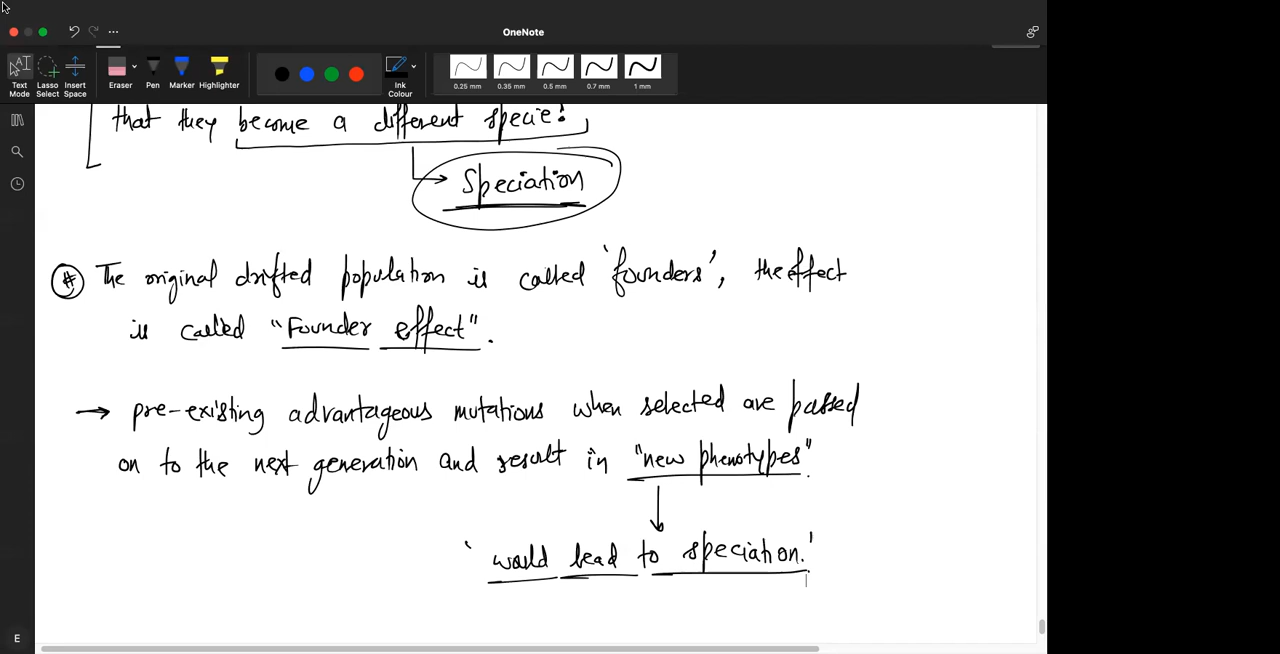 OneNote
Text Mode
Lasso Select
Insert Space
Eraser
Pen
Marker
Highlighter
Ink Colour
0.25 mm
0.35 mm
0.5 mm
0.7 mm
1 mm
that they become a different specie!
Speciation
# The original drifted population is called 'founders', the effect
is called "Founder effect".
→ pre-existing advantageous mutations when selected are passed
on to the next generation and result in "new phenotypes".
'would lead to speciation.'
E